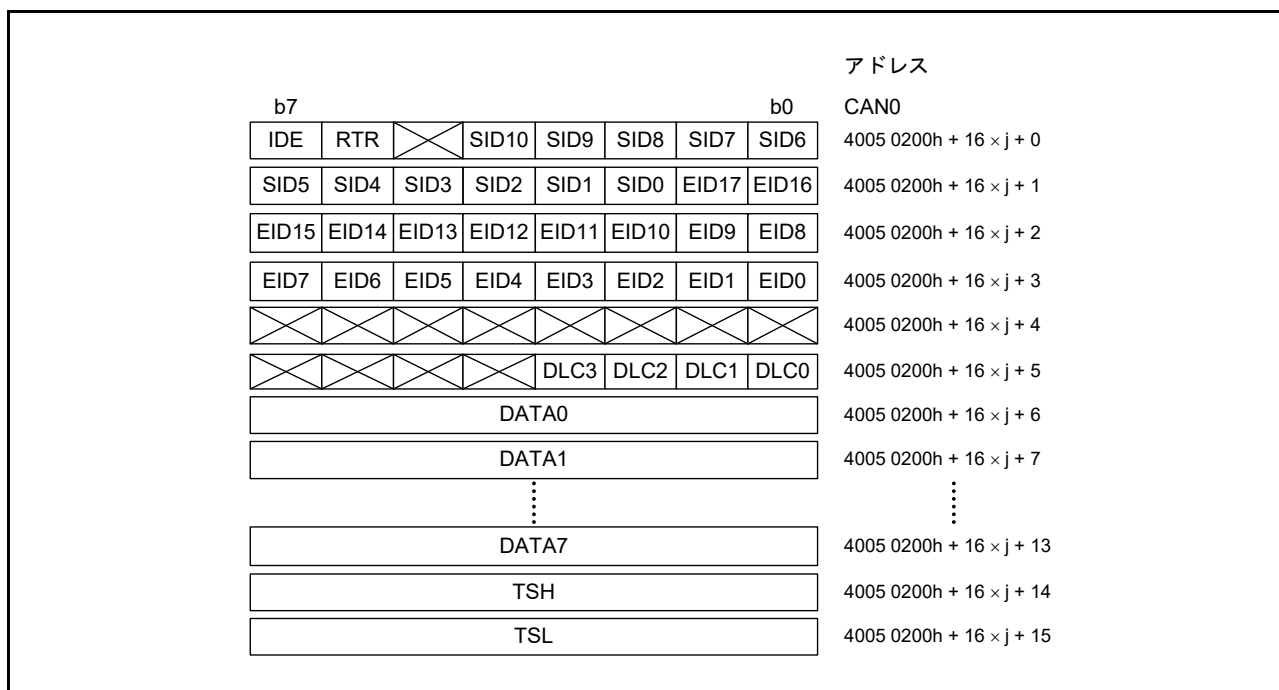 アドレス
b7 b0 CAN0
IDE RTR SID10 SID9 SID8 SID7 SID6 4005 0200h + 16 × j + 0
SID5 SID4 SID3 SID2 SID1 SID0 EID17 EID16 4005 0200h + 16 × j + 1
EID15 EID14 EID13 EID12 EID11 EID10 EID9 EID8 4005 0200h + 16 × j + 2
EID7 EID6 EID5 EID4 EID3 EID2 EID1 EID0 4005 0200h + 16 × j + 3
4005 0200h + 16 × j + 4
DLC3 DLC2 DLC1 DLC0 4005 0200h + 16 × j + 5
DATA0 4005 0200h + 16 × j + 6
DATA1 4005 0200h + 16 × j + 7
DATA7 4005 0200h + 16 × j + 13
TSH 4005 0200h + 16 × j + 14
TSL 4005 0200h + 16 × j + 15